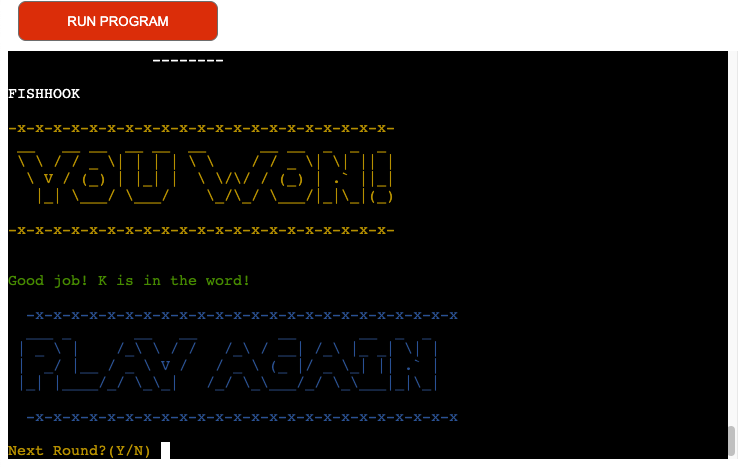 RUN PROGRAM
--------
FISHHOOK
-x-x-x-x-x-x-x-x-x-x-x-x-x-x-x-x-x-x-x-x-x-
YOU WON!
-x-x-x-x-x-x-x-x-x-x-x-x-x-x-x-x-x-x-x-x-x-
Good job! K is in the word!
-x-x-x-x-x-x-x-x-x-x-x-x-x-x-x-x-x-x-x-x-x-x-x-x
PLAY AGAIN
-x-x-x-x-x-x-x-x-x-x-x-x-x-x-x-x-x-x-x-x-x-x-x-x
Next Round?(Y/N)